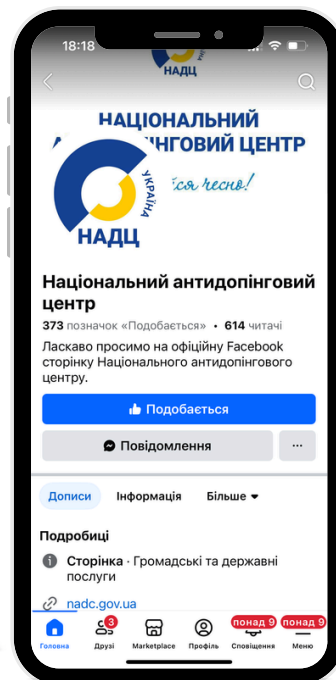 18:18
НАДЦ
НАЦІОНАЛЬНИЙ
НГОВИЙ ЦЕНТР
УКРАЇНА
НАДЦ
чесно!
Національний антидопінговий
центр
373 позначок «Подобається» • 614 читачі
Ласкаво просимо на офіційну Facebook
сторінку Національного антидопінгового
центру.
Подобається
Повідомлення
Дописи Інформація Більше
Подробиці
Сторінка · Громадські та державні
послуги
nadc.gov.ua
3 понад 9 понад 9
Головна Друзі Marketplace Профіль Сповіщення Меню